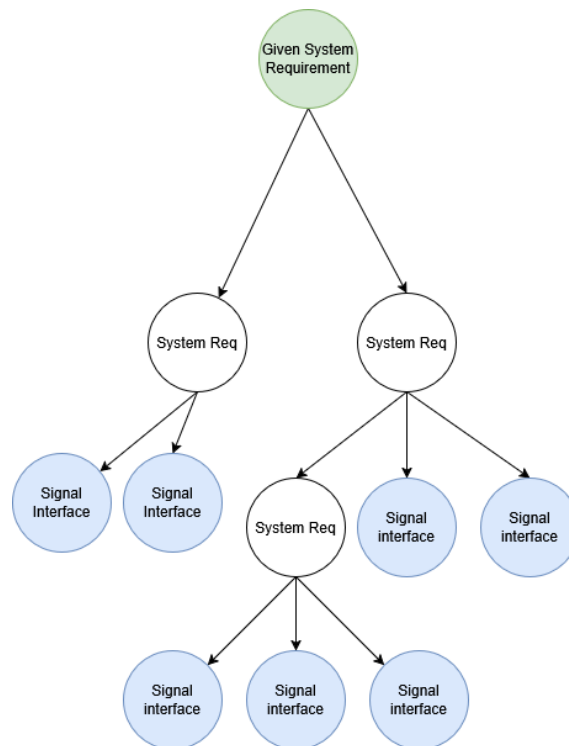 Given System
Requirement
System Req
System Req
Signal
Interface
Signal
Interface
System Req
Signal
interface
Signal
interface
Signal
interface
Signal
interface
Signal
interface